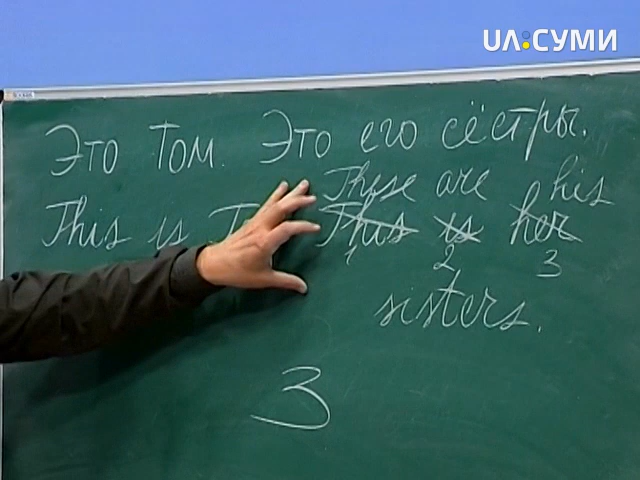 UA:СУМИ
Это Том. Это его сёстры.
These are his
This is This is her
1 2 3
sisters.
3